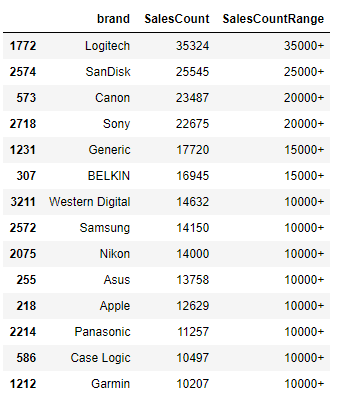 brand SalesCount SalesCountRange
1772 Logitech 35324 35000+
2574 SanDisk 25545 25000+
573 Canon 23487 20000+
2718 Sony 22675 20000+
1231 Generic 17720 15000+
307 BELKIN 16945 15000+
3211 Western Digital 14632 10000+
2572 Samsung 14150 10000+
2075 Nikon 14000 10000+
255 Asus 13758 10000+
218 Apple 12629 10000+
2214 Panasonic 11257 10000+
586 Case Logic 10497 10000+
1212 Garmin 10207 10000+